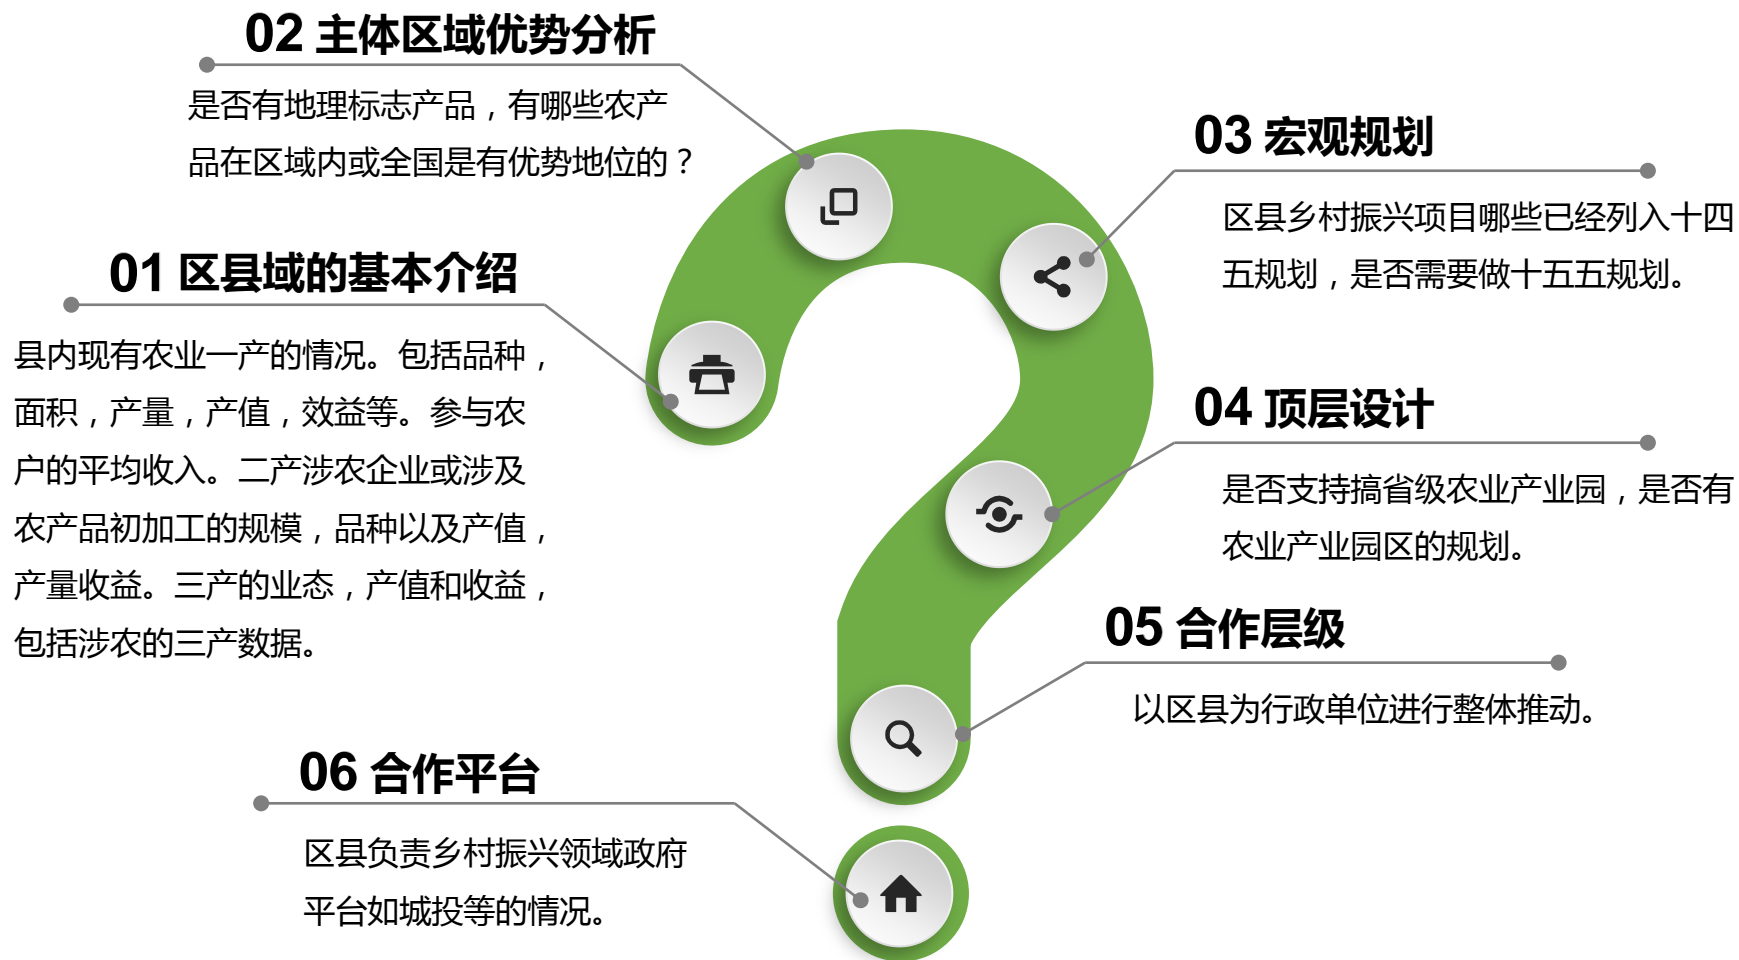 02 主体区域优势分析
是否有地理标志产品，有哪些农产
品在区域内或全国是有优势地位的？
03 宏观规划
区县乡村振兴项目哪些已经列入十四
五规划，是否需要做十五五规划。
01 区县域的基本介绍
县内现有农业一产的情况。包括品种，
面积，产量，产值，效益等。参与农
户的平均收入。二产涉农企业或涉及
农产品初加工的规模，品种以及产值，
产量收益。三产的业态，产值和收益，
包括涉农的三产数据。
04 顶层设计
是否支持搞省级农业产业园，是否有
农业产业园区的规划。
05 合作层级
以区县为行政单位进行整体推动。
06 合作平台
区县负责乡村振兴领域政府
平台如城投等的情况。